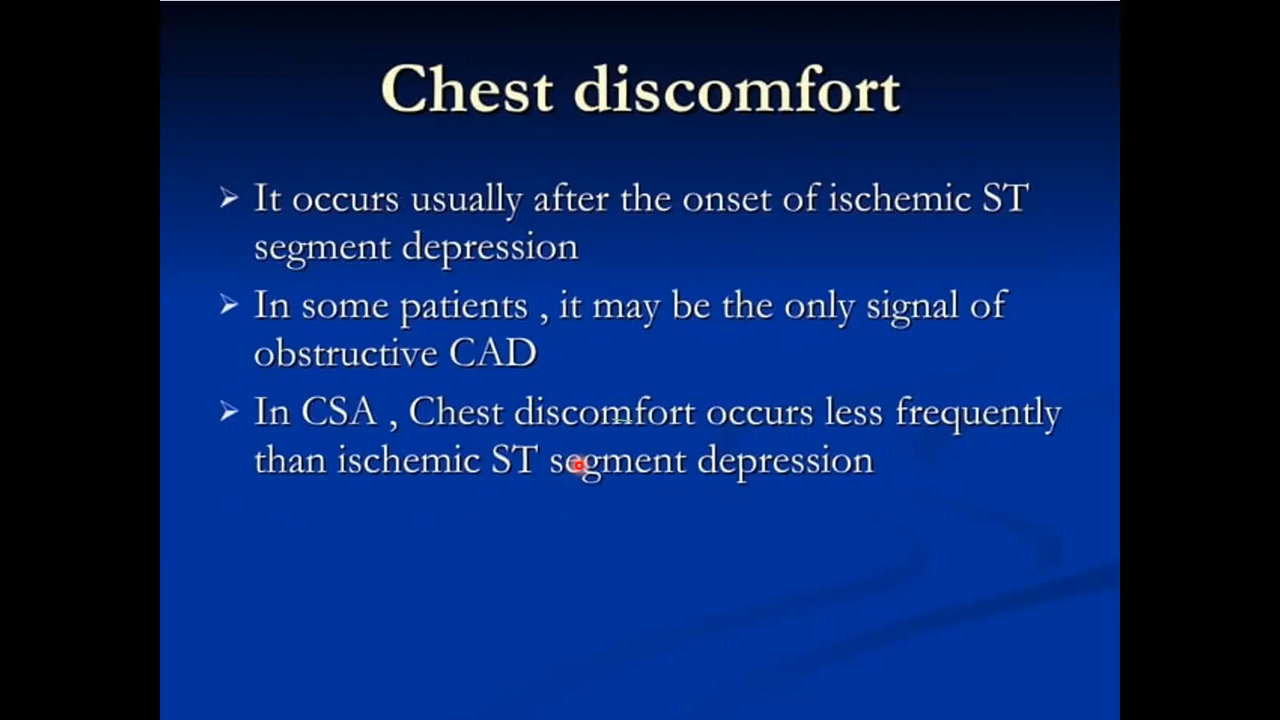 Chest discomfort
It occurs usually after the onset of ischemic ST
segment depression
In some patients , it may be the only signal of
obstructive CAD
In CSA , Chest discomfort occurs less frequently
than ischemic ST segment depression